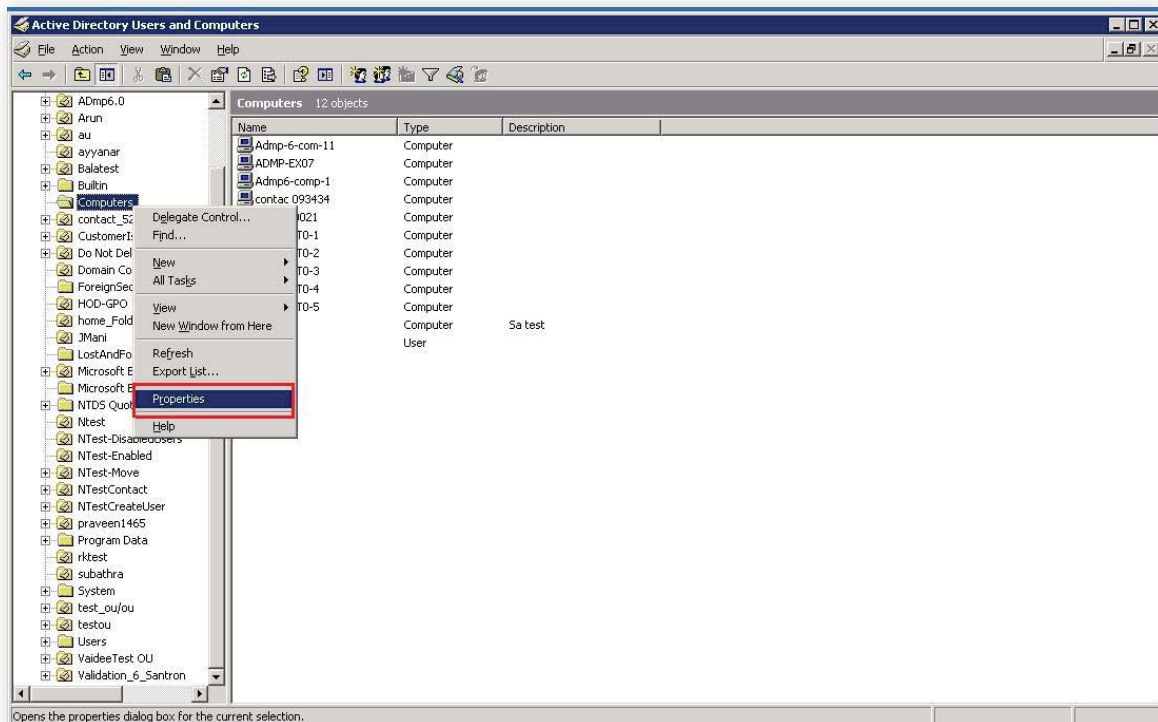 Active Directory Users and Computers
File Action View Window Help
Computers 12 objects
Name Type Description
ADmp6.0
Arun
au
ayyanar
Balatest
Builtin
Computers
contact_52
CustomerI
Do Not Del
Domain Co
ForeignSec
HOD-GPO
home_Fold
JMani
LostAndFo
Microsoft E
Microsoft E
NTDS Quot
Ntest
NTest-DisabledUsers
NTest-Enabled
NTest-Move
NTestContact
NTestCreateUser
praveen1465
Program Data
rktest
subathra
System
test_ou/ou
testou
Users
VaideeTest OU
Validation_6_Santron
Delegate Control...
Find...
New
All Tasks
View
New Window from Here
Refresh
Export List...
Properties
Help
Admp-6-com-11 Computer
ADMP-EX07 Computer
Admp6-comp-1 Computer
contac 093434 Computer
0021 Computer
T0-1 Computer
T0-2 Computer
T0-3 Computer
T0-4 Computer
T0-5 Computer
Computer Sa test
User
Opens the properties dialog box for the current selection.